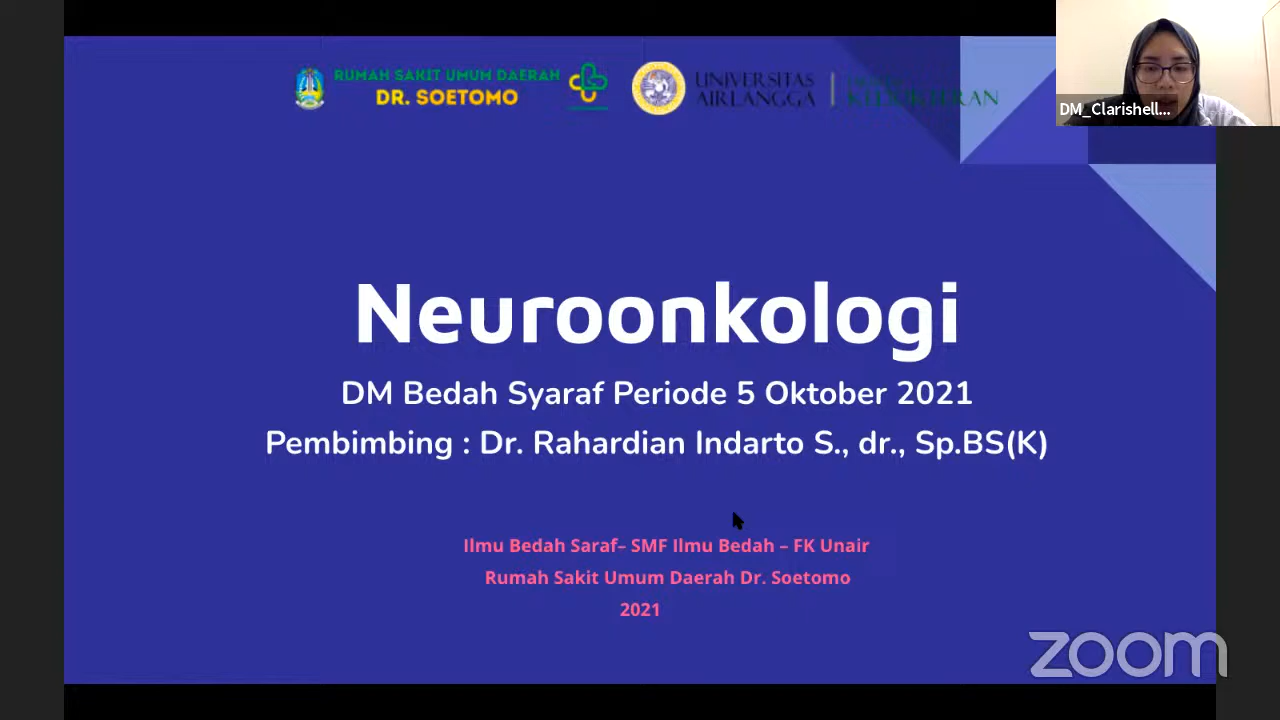 RUMAH SAKIT UMUM DAERAH
DR. SOETOMO
UNIVERSITAS
AIRLANGGA
DM_Clarishell...
Neuroonkologi
DM Bedah Syaraf Periode 5 Oktober 2021
Pembimbing : Dr. Rahardian Indarto S., dr., Sp.BS(K)
Ilmu Bedah Saraf– SMF Ilmu Bedah – FK Unair
Rumah Sakit Umum Daerah Dr. Soetomo
2021
zoom